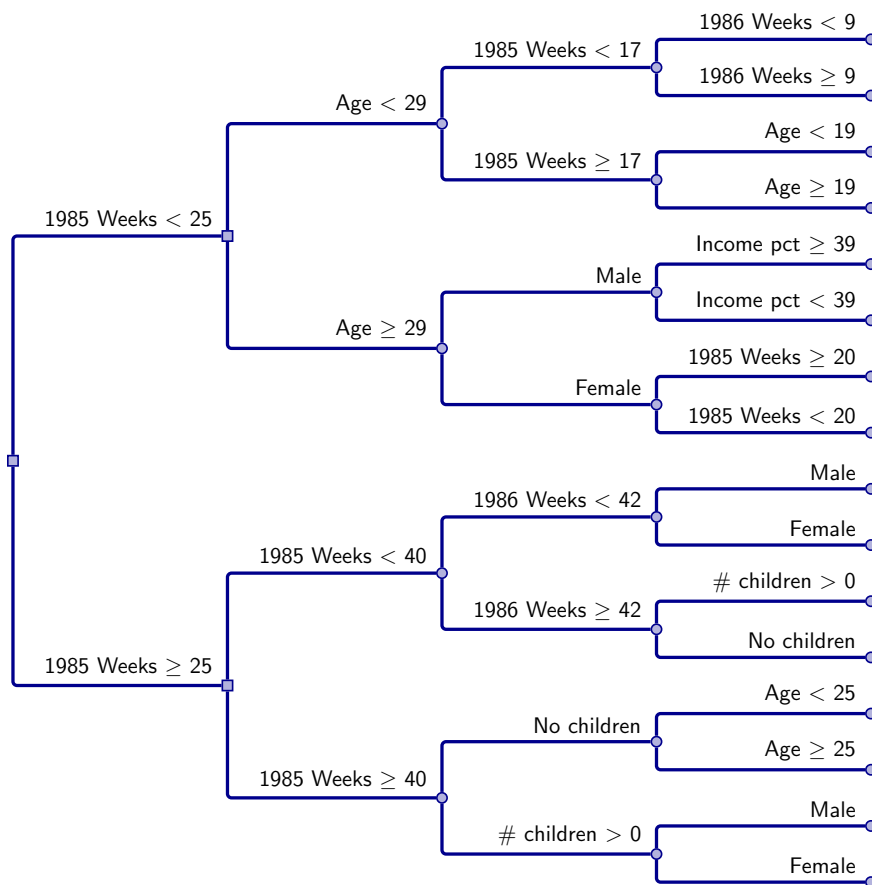 1986 Weeks < 9
1985 Weeks < 17
1986 Weeks ≥ 9
Age < 29
Age < 19
1985 Weeks ≥ 17
Age ≥ 19
1985 Weeks < 25
Income pct ≥ 39
Male
Income pct < 39
Age ≥ 29
1985 Weeks ≥ 20
Female
1985 Weeks < 20
Male
1986 Weeks < 42
Female
1985 Weeks < 40
# children > 0
1986 Weeks ≥ 42
No children
1985 Weeks ≥ 25
Age < 25
No children
Age ≥ 25
1985 Weeks ≥ 40
Male
# children > 0
Female